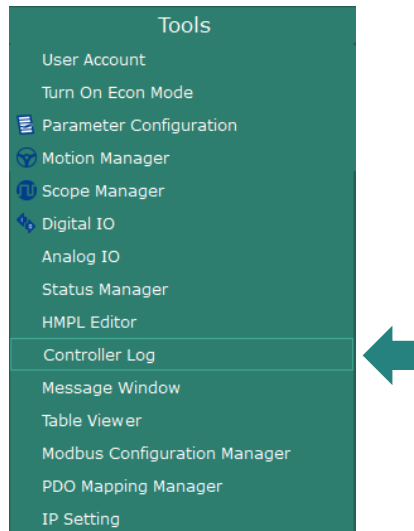 Tools
User Account
Turn On Econ Mode
Parameter Configuration
Motion Manager
Scope Manager
Digital IO
Analog IO
Status Manager
HMPL Editor
Controller Log
Message Window
Table Viewer
Modbus Configuration Manager
PDO Mapping Manager
IP Setting